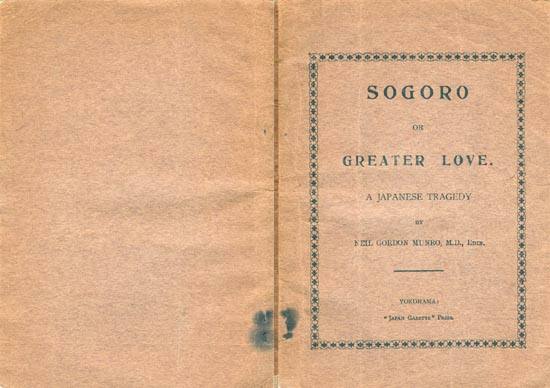 SOGORO
OR
GREATER LOVE.
A JAPANESE TRAGEDY
BY
NEIL GORDON MUNRO, M.D., EDIN.
YOKOHAMA:
"JAPAN GAZETTE" PRESS.